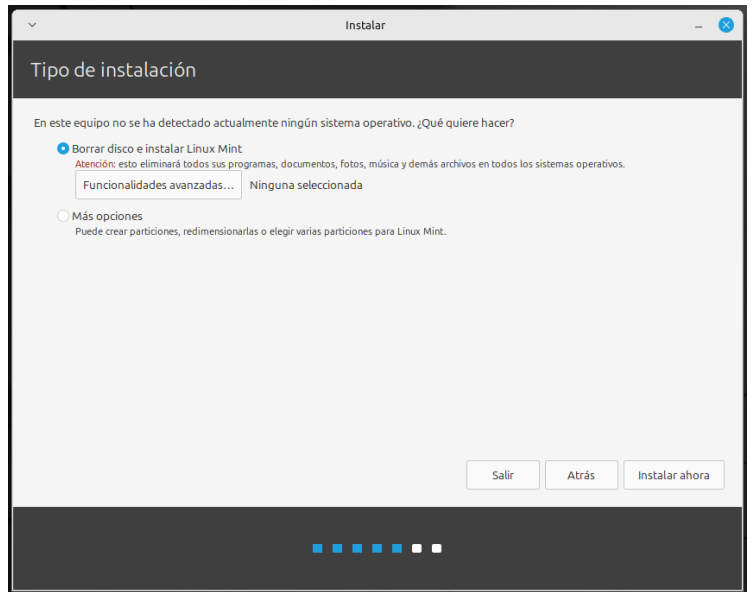 Instalar
Tipo de instalación
En este equipo no se ha detectado actualmente ningún sistema operativo. ¿Qué quiere hacer?
Borrar disco e instalar Linux Mint
Atención: esto eliminará todos sus programas, documentos, fotos, música y demás archivos en todos los sistemas operativos.
Funcionalidades avanzadas... Ninguna seleccionada
Más opciones
Puede crear particiones, redimensionarlas o elegir varias particiones para Linux Mint.
Salir Atrás Instalar ahora